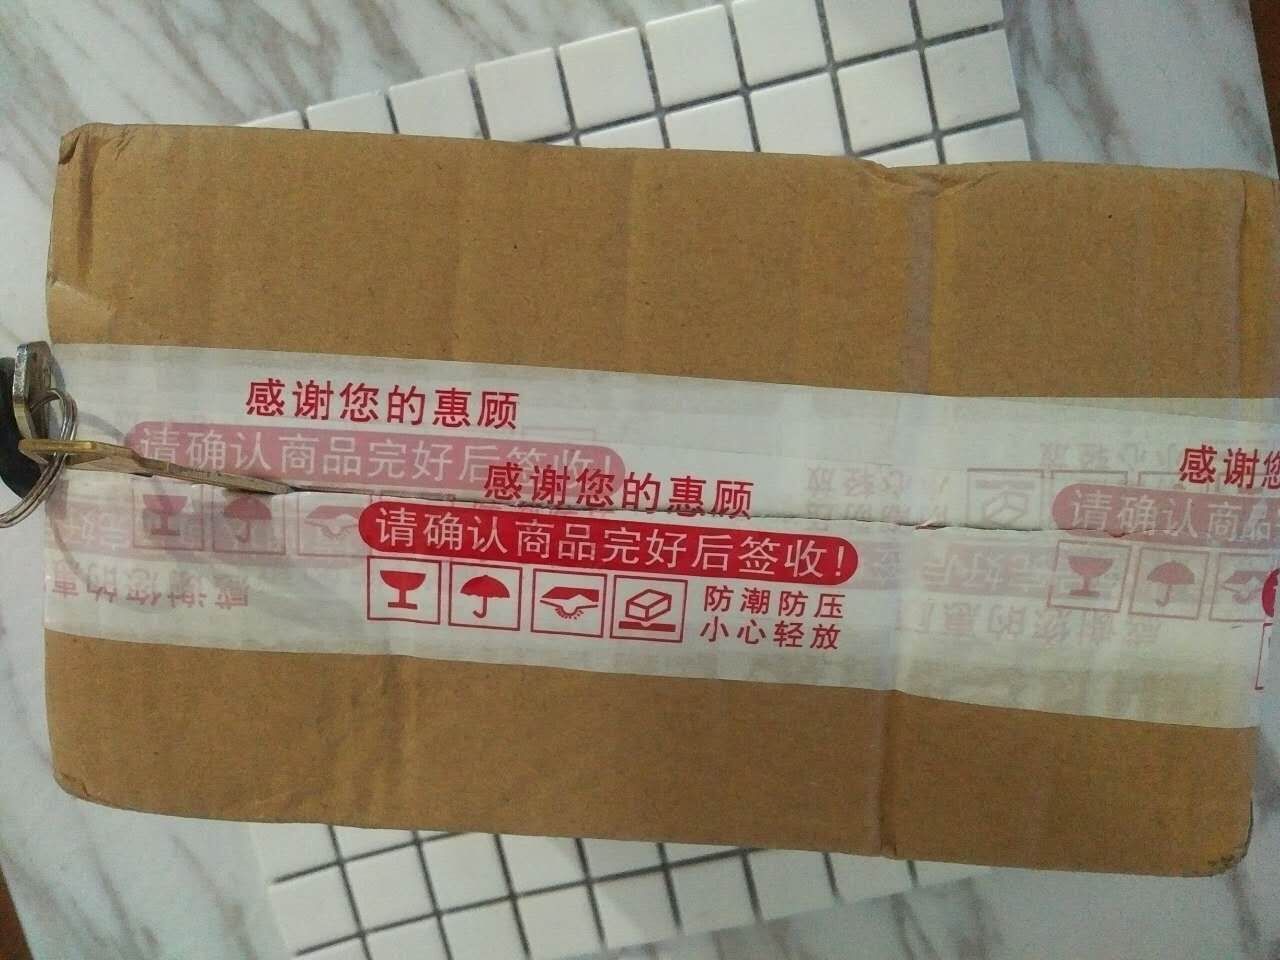 感谢您的惠顾
请确认商品完好后签收!
感谢您的惠顾
请确认商品完好后签收!
防潮防压
小心轻放
感谢您
请确认商品